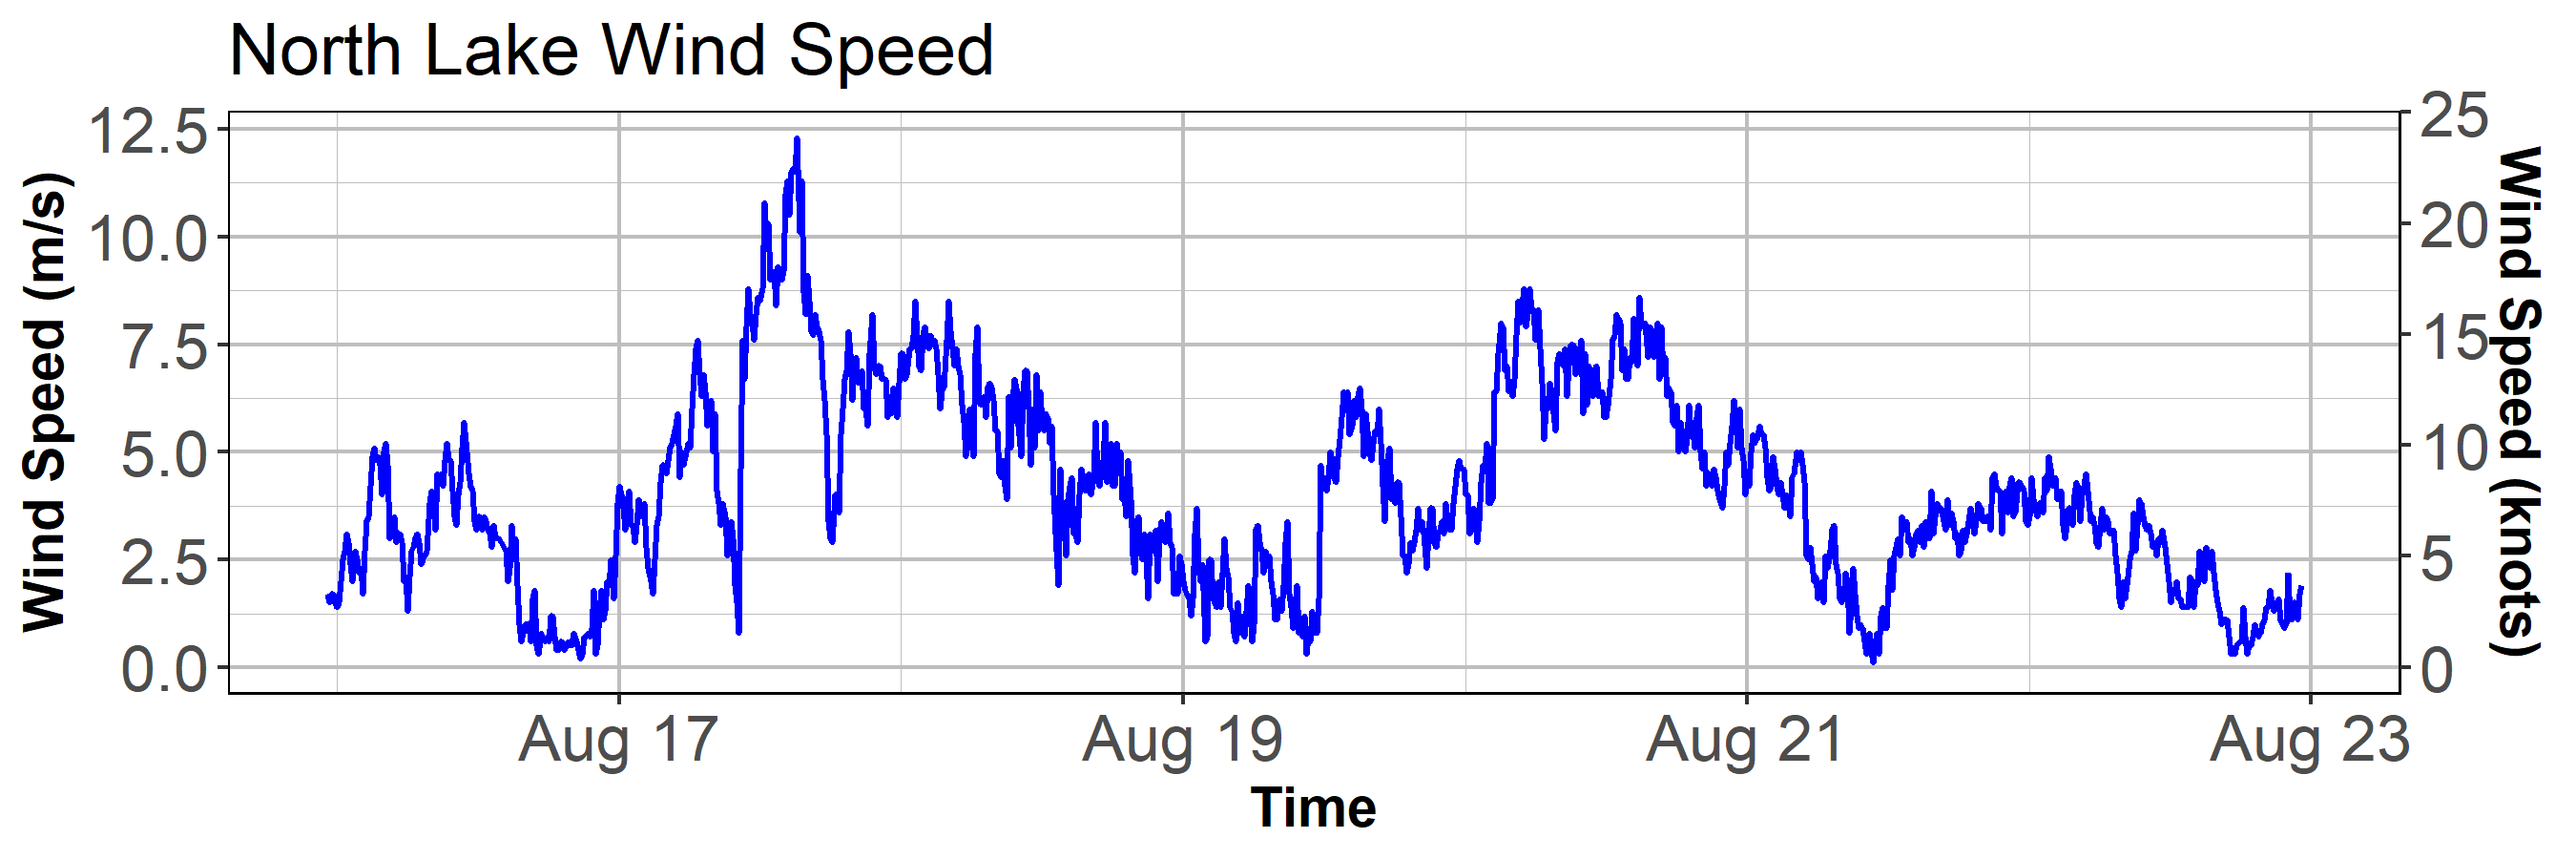 North Lake Wind Speed
Wind Speed (m/s)
12.5
10.0
7.5
5.0
2.5
0.0
25
20
15
10
5
0
Wind Speed (knots)
Aug 17 Aug 19 Aug 21 Aug 23
Time